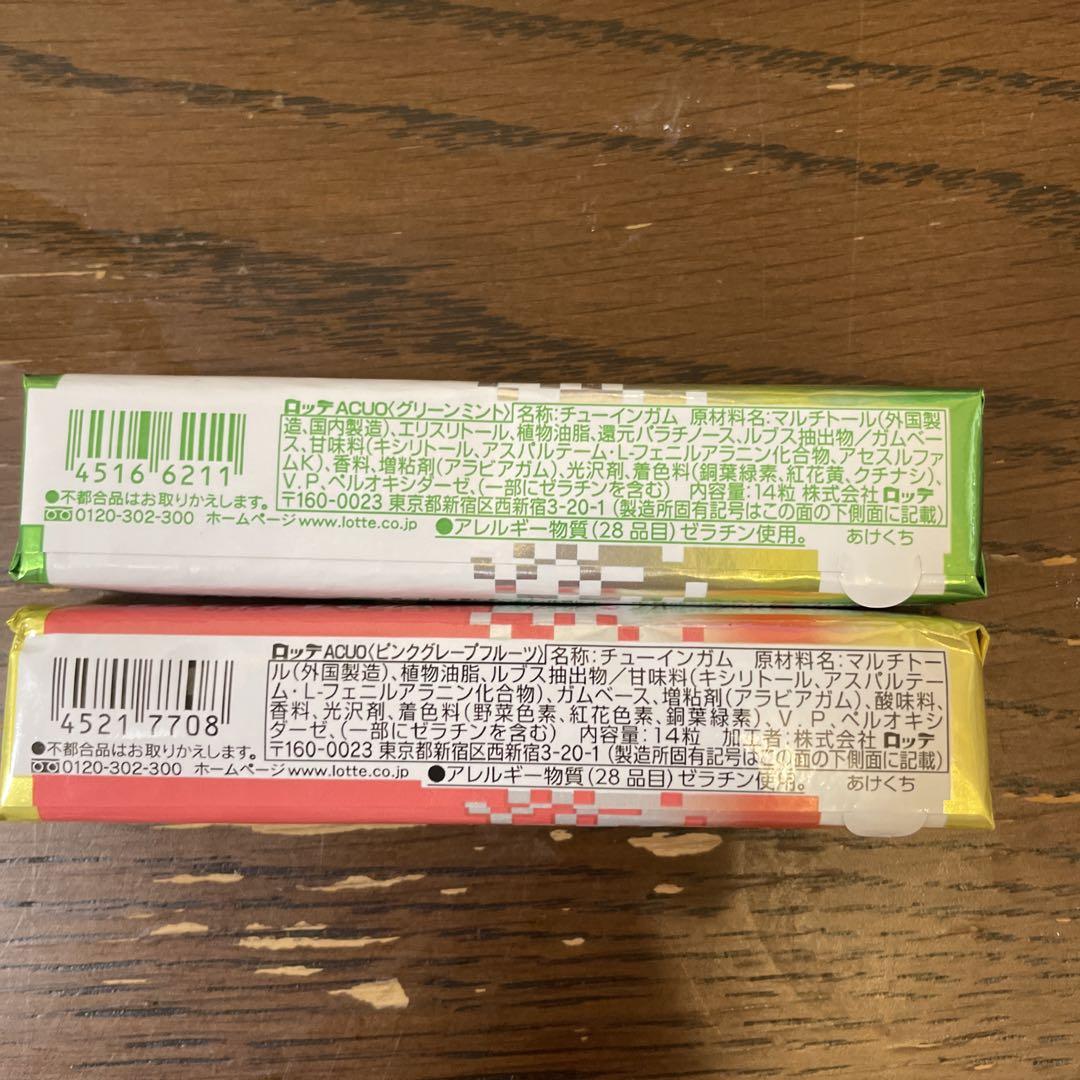 ロッテ ACUO〈グリーンミント〉 名称:チューインガム 原材料名:マルチトール(外国製
造、国内製造)、エリスリトール、植物油脂、還元パラチノース、ルブス抽出物/ガムベー
ス、甘味料(キシリトール、アスパルテーム・L-フェニルアラニン化合物、アセスルファ
ムK)、香料、増粘剤(アラビアガム)、光沢剤、着色料(銅葉緑素、紅花黄、クチナシ)、
V.P、ペルオキシダーゼ、(一部にゼラチンを含む) 内容量:14粒 株式会社 ロッテ
〒160-0023 東京都新宿区西新宿3-20-1 (製造所固有記号はこの面の下側面に記載)
4516 6211
●不都合品はお取りかえします。
0120-302-300 ホームページ www.lotte.co.jp
●アレルギー物質(28品目)ゼラチン使用。
あけくち
ロッテ ACUO〈ピンクグレープフルーツ〉 名称:チューインガム 原材料名:マルチトー
ル(外国製造)、植物油脂、ルブス抽出物/甘味料(キシリトール、アスパルテ
ーム・L-フェニルアラニン化合物)、ガムベース、増粘剤(アラビアガム)、酸味料、
香料、光沢剤、着色料(野菜色素、紅花色素、銅葉緑素)、V.P、ペルオキシ
ダーゼ、(一部にゼラチンを含む) 内容量:14粒 加工者:株式会社 ロッテ
〒160-0023 東京都新宿区西新宿3-20-1 (製造所固有記号はこの面の下側面に記載)
4521 7708
●不都合品はお取りかえします。
0120-302-300 ホームページ www.lotte.co.jp
●アレルギー物質(28品目)ゼラチン使用。
あけくち